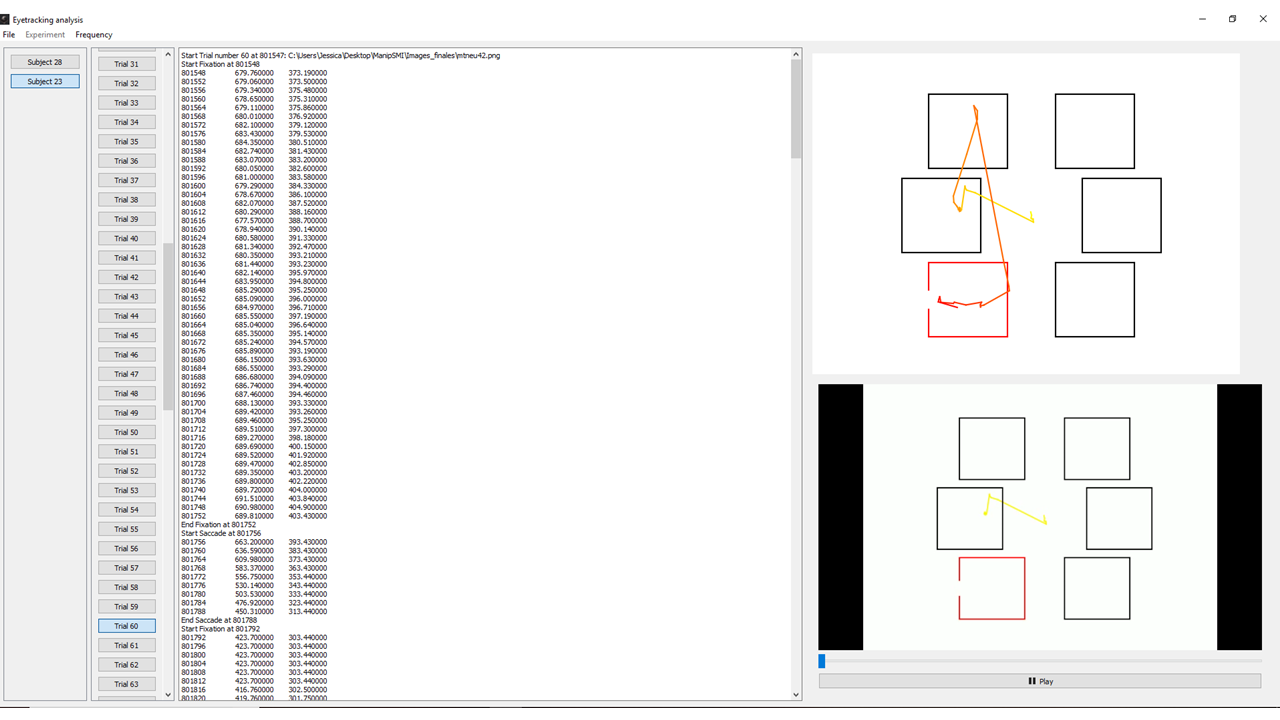 Eyetracking analysis
File Experiment Frequency
Subject 28
Subject 23
Trial 31
Trial 32
Trial 33
Trial 34
Trial 35
Trial 36
Trial 37
Trial 38
Trial 39
Trial 40
Trial 41
Trial 42
Trial 43
Trial 44
Trial 45
Trial 46
Trial 47
Trial 48
Trial 49
Trial 50
Trial 51
Trial 52
Trial 53
Trial 54
Trial 55
Trial 56
Trial 57
Trial 58
Trial 59
Trial 60
Trial 61
Trial 62
Trial 63
Start Trial number 60 at 801547: C:\Users\Jessica\Desktop\ManipSMI\Images_finales\mtneu42.png
Start Fixation at 801548
801548 679.760000 373.190000
801552 679.060000 373.500000
801556 679.340000 375.480000
801560 678.650000 375.310000
801564 679.110000 375.860000
801568 680.010000 376.920000
801572 682.100000 379.120000
801576 683.430000 379.530000
801580 684.350000 380.510000
801584 682.740000 381.430000
801588 683.070000 383.200000
801592 680.050000 382.600000
801596 681.000000 383.580000
801600 679.290000 384.330000
801604 678.670000 386.100000
801608 682.070000 387.520000
801612 680.290000 388.160000
801616 677.570000 388.700000
801620 678.940000 390.140000
801624 680.580000 391.330000
801628 681.340000 392.470000
801632 680.350000 393.210000
801636 681.440000 393.230000
801640 682.140000 395.970000
801644 683.950000 394.800000
801648 685.290000 395.250000
801652 685.090000 396.000000
801656 684.970000 396.710000
801660 685.550000 397.190000
801664 685.040000 396.640000
801668 685.350000 395.140000
801672 685.240000 394.570000
801676 685.890000 393.190000
801680 686.150000 393.630000
801684 686.550000 393.290000
801688 686.680000 394.090000
801692 686.740000 394.400000
801696 687.460000 394.460000
801700 688.130000 393.330000
801704 689.420000 393.260000
801708 689.460000 395.250000
801712 689.510000 397.300000
801716 689.270000 398.180000
801720 689.690000 400.150000
801724 689.520000 401.920000
801728 689.470000 402.850000
801732 689.350000 403.200000
801736 689.800000 402.220000
801740 689.720000 404.000000
801744 691.510000 403.840000
801748 690.980000 404.900000
801752 689.810000 403.430000
End Fixation at 801752
Start Saccade at 801756
801756 663.200000 393.430000
801760 636.590000 383.430000
801764 609.980000 373.430000
801768 583.370000 363.430000
801772 556.750000 353.440000
801776 530.140000 343.440000
801780 503.530000 333.440000
801784 476.920000 323.440000
801788 450.310000 313.440000
End Saccade at 801788
Start Fixation at 801792
801792 423.700000 303.440000
801796 423.700000 303.440000
801800 423.700000 303.440000
801804 423.700000 303.440000
801808 423.700000 303.440000
801812 423.700000 303.440000
801816 416.760000 302.500000
801820 419.760000 301.750000
Play